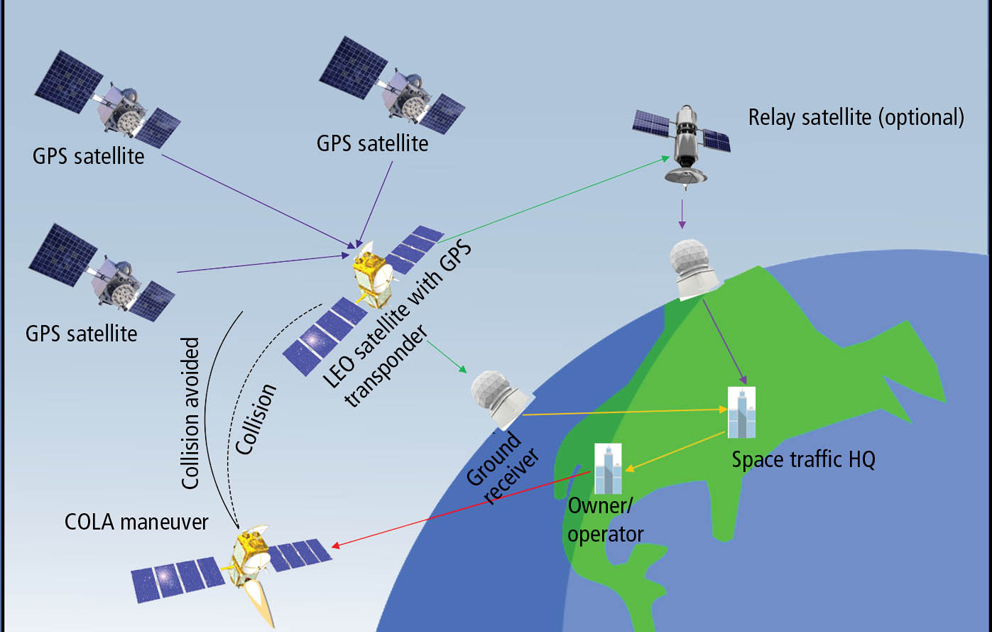 GPS satellite
GPS satellite
Relay satellite (optional)
GPS satellite
LEO satellite with GPS
transponder
Collision avoided
Collision
Ground
receiver
Space traffic HQ
Owner/
operator
COLA maneuver